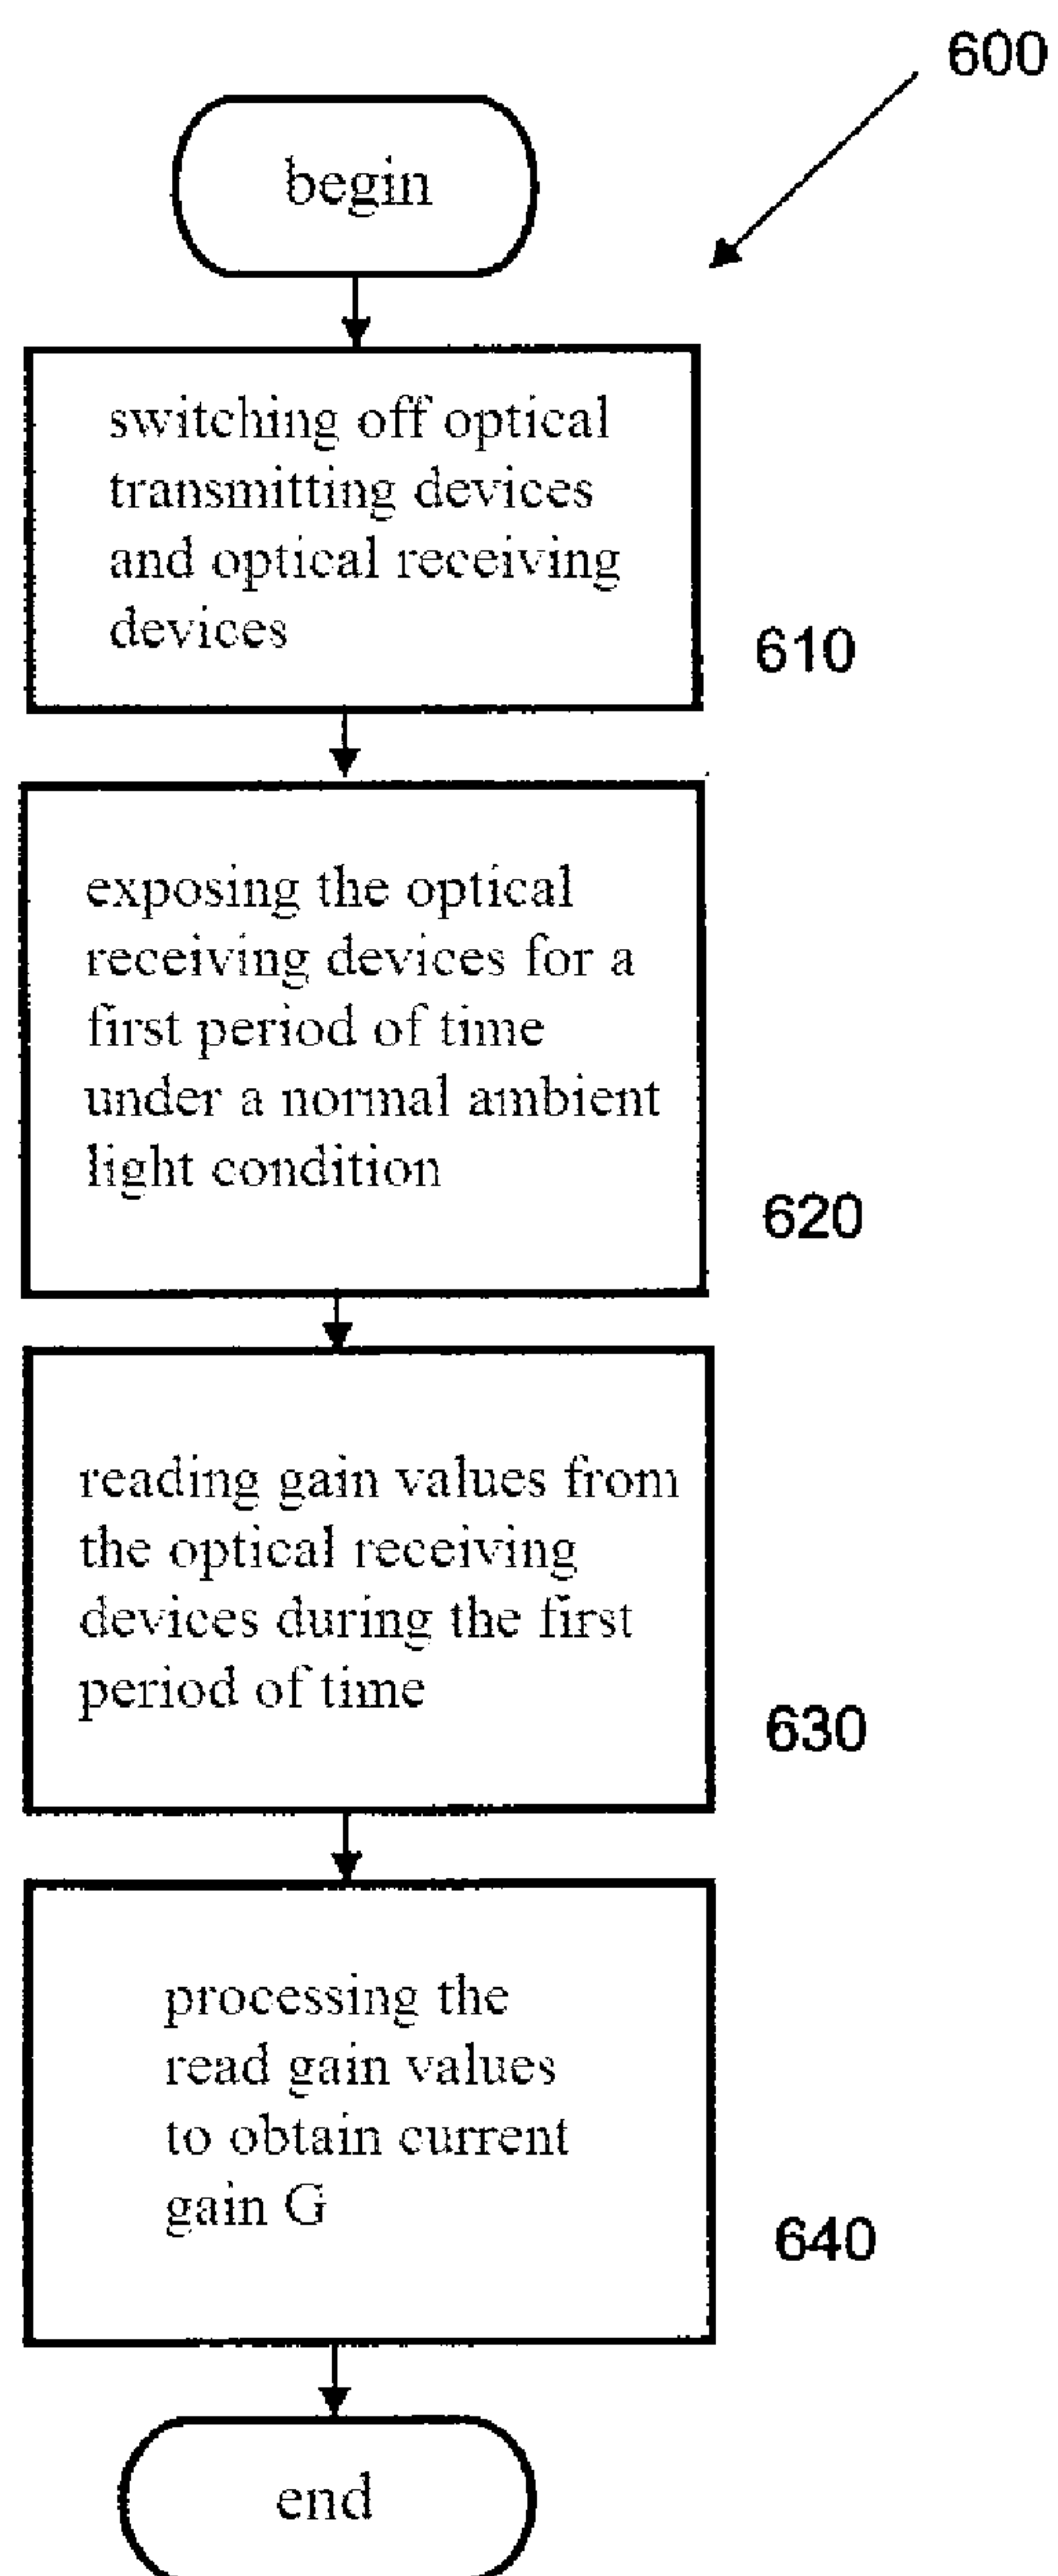 600
begin
switching off optical
transmitting devices
and optical receiving
devices
610
exposing the optical
receiving devices for a
first period of time
under a normal ambient
light condition
620
reading gain values from
the optical receiving
devices during the first
period of time
630
processing the
read gain values
to obtain current
gain G
640
end